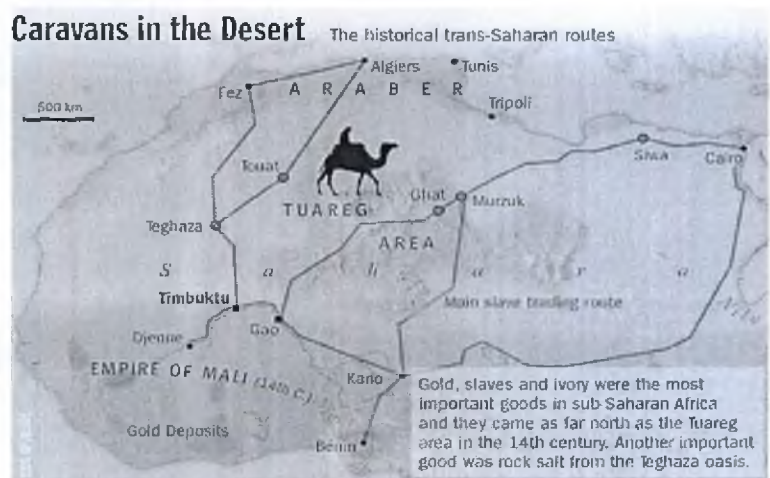 Caravans in the Desert
The historical trans-Saharan routes
Algiers
Tunis
Fez
ARABER
500 km
Tripoli
Touat
Siwa
Cairo
Ghat
Murzuk
TUAREG
Teghaza
AREA
Sahara
Timbuktu
Main slave trading route
Gao
Djenne
EMPIRE OF MALI (14th c.)
Kano
Gold Deposits
Benin
Gold, slaves and ivory were the most
important goods in sub Saharan Africa
and they came as far north as the Tuareg
area in the 14th century. Another important
good was rock salt from the Teghaza oasis.